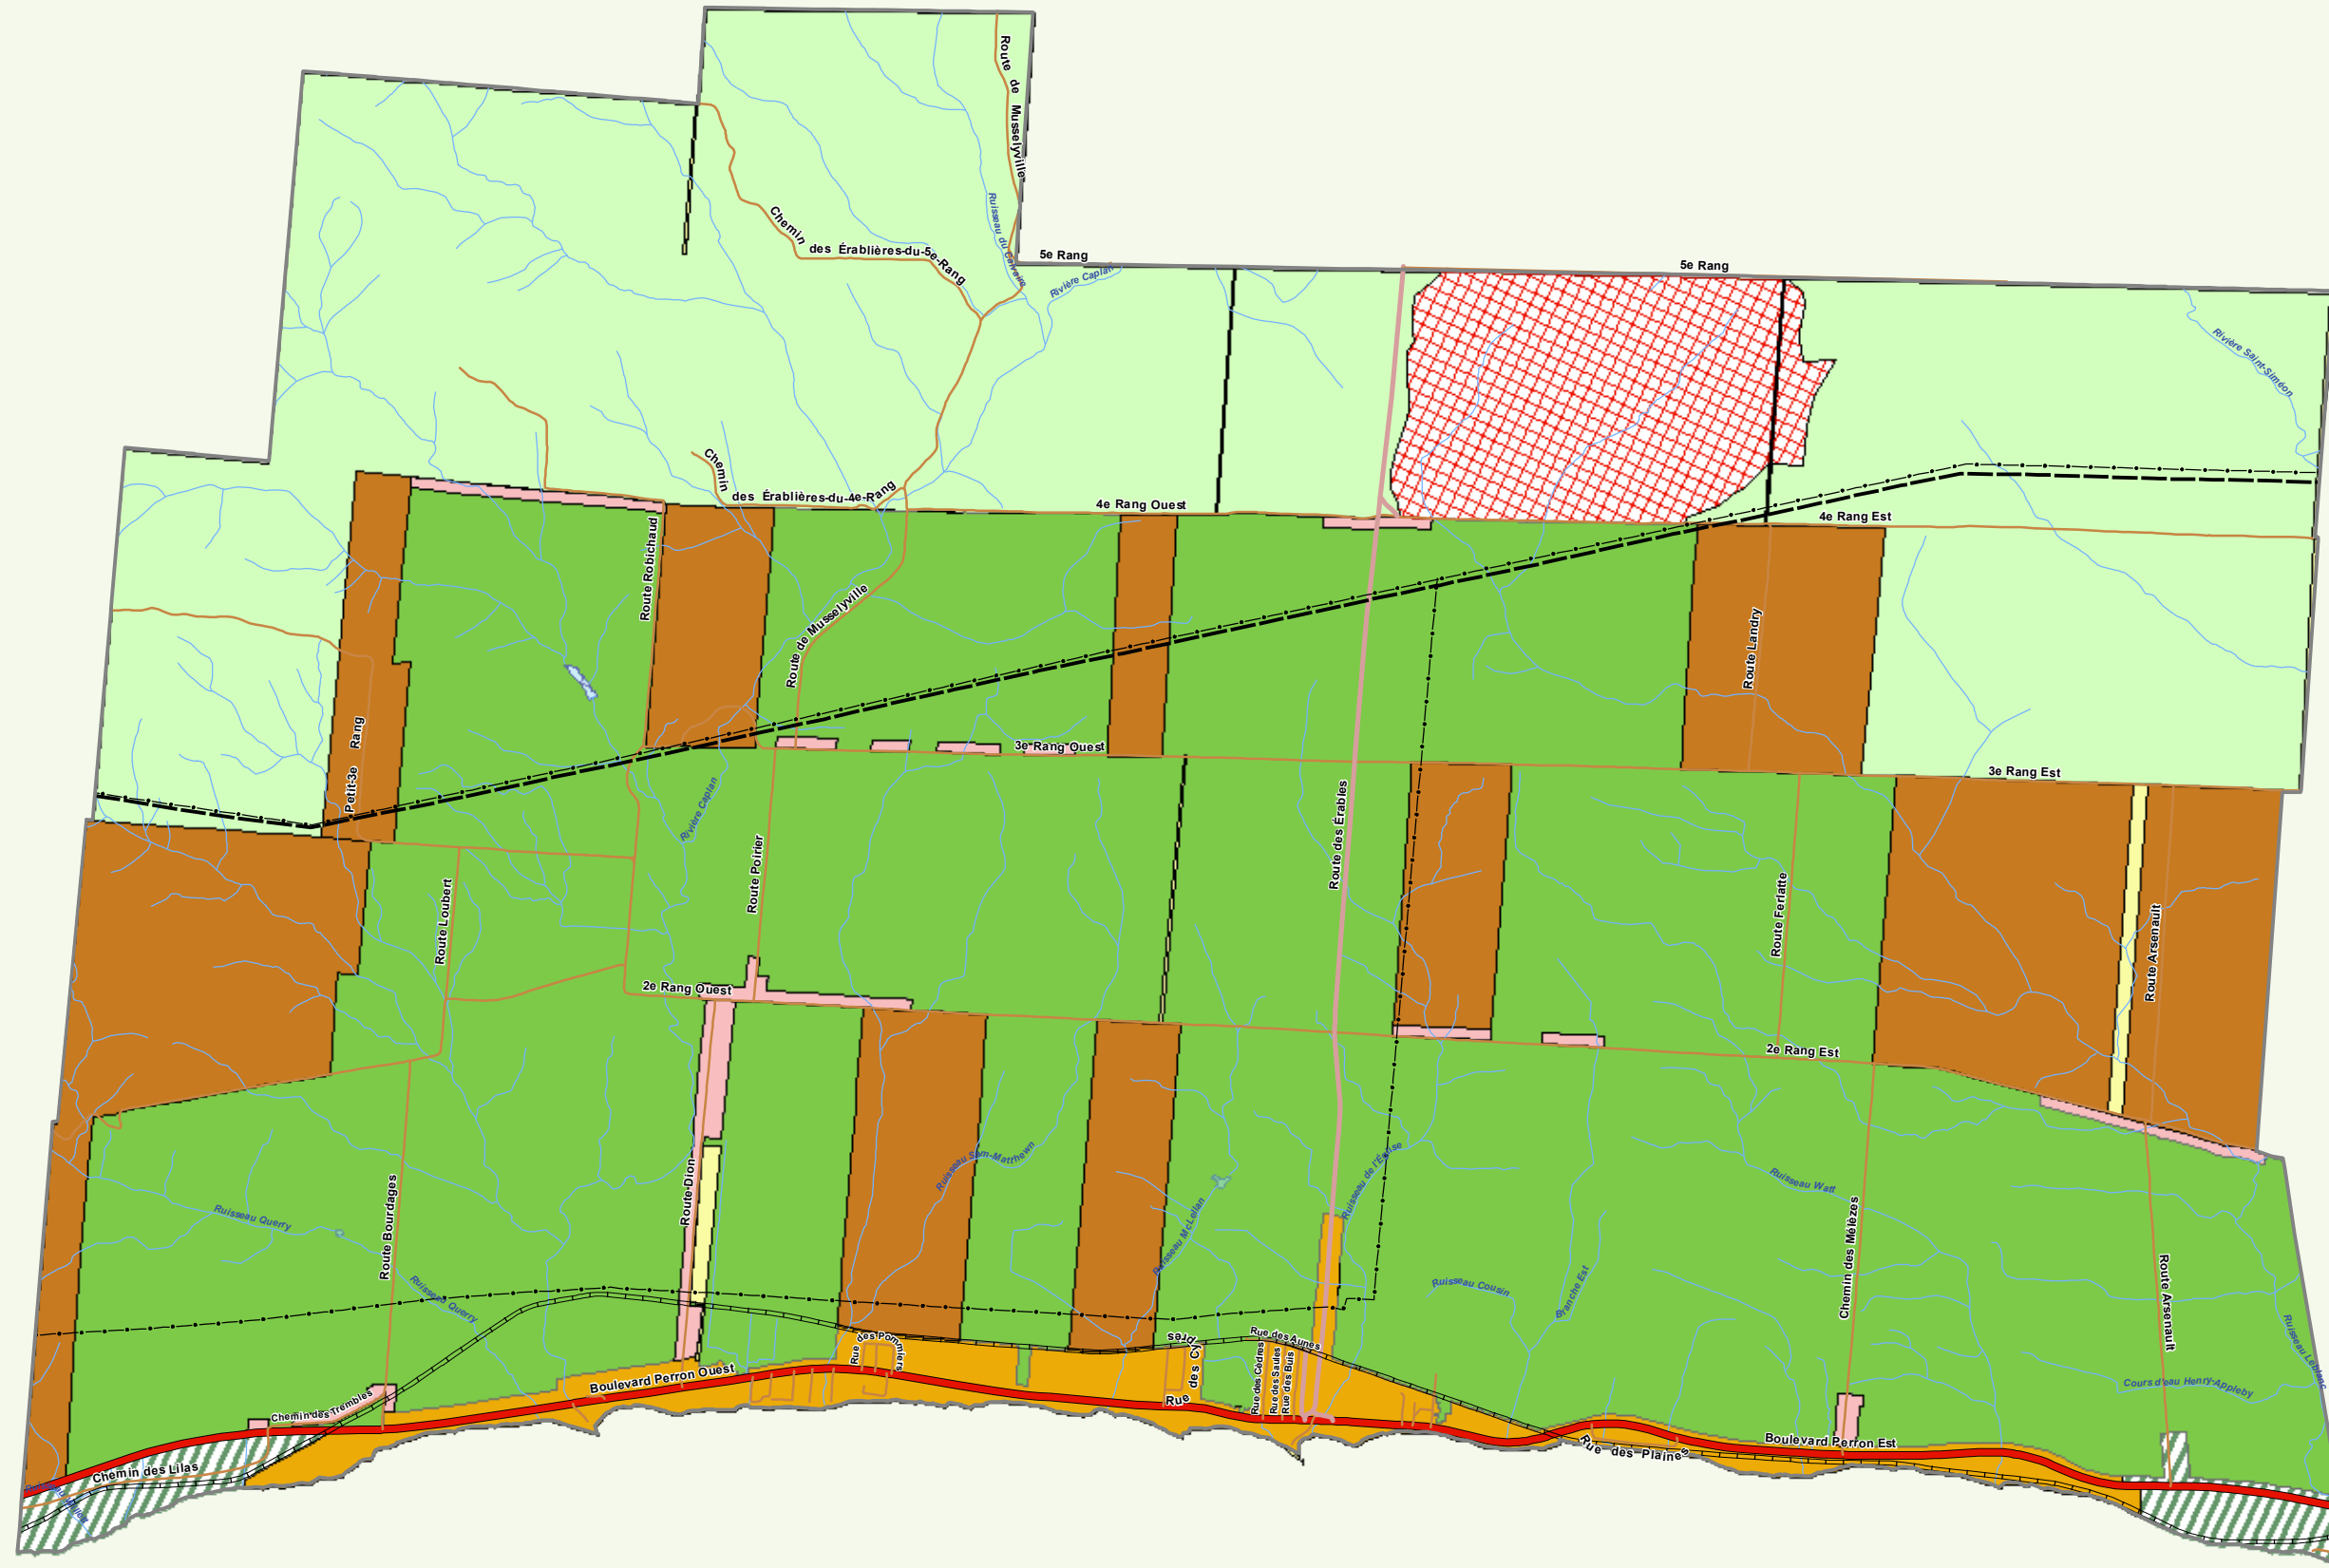 Route de Musselyville
Chemin
des Érablières-du-5e-Rang
Ruisseau du Calvaire
Rivière Caplan
5e Rang
5e Rang
Rivière Saint-Siméon
Chemin
des Érablières-du-4e-Rang
4e Rang Ouest
4e Rang Est
Route Robichaud
Route de Musselyville
Route Landry
Petit-3e Rang
3e Rang Ouest
3e Rang Est
Rivière Caplan
Route Loubert
Route Poirier
Route des Érables
Route Ferlatte
Route Arsenault
2e Rang Ouest
2e Rang Est
Route Bourdages
Route-Dion
Ruisseau Sam-Matthewn
Ruisseau McLellan
Ruisseau de l'Église
Ruisseau Watt
Chemin des Mélèzes
Ruisseau Querry
Ruisseau Querry
Ruisseau Cousin
Branche Est
Route Arsenault
Ruisseau Leblanc
Cours d'eau Henry-Appleby
Rue des Pommiers
Rue des Cyprès
Rue des Aunes
Rue des Cèdres
Rue des Saules
Rue des Buis
Boulevard Perron Ouest
Chemin des Trembles
Chemin des Lilas
Rue des Plaines
Boulevard Perron Est